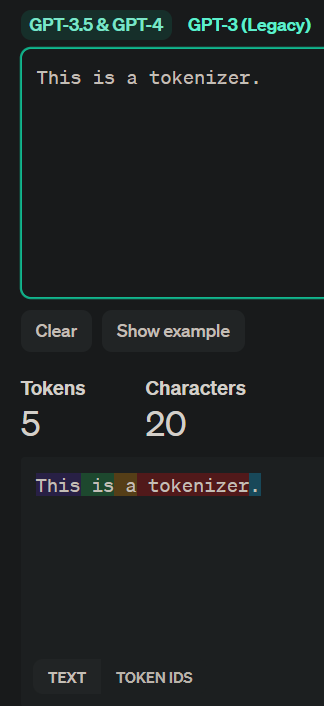 GPT-3.5 & GPT-4 GPT-3 (Legacy)
This is a tokenizer.
Clear Show example
Tokens Characters
5 20
This is a tokenizer.
TEXT TOKEN IDS